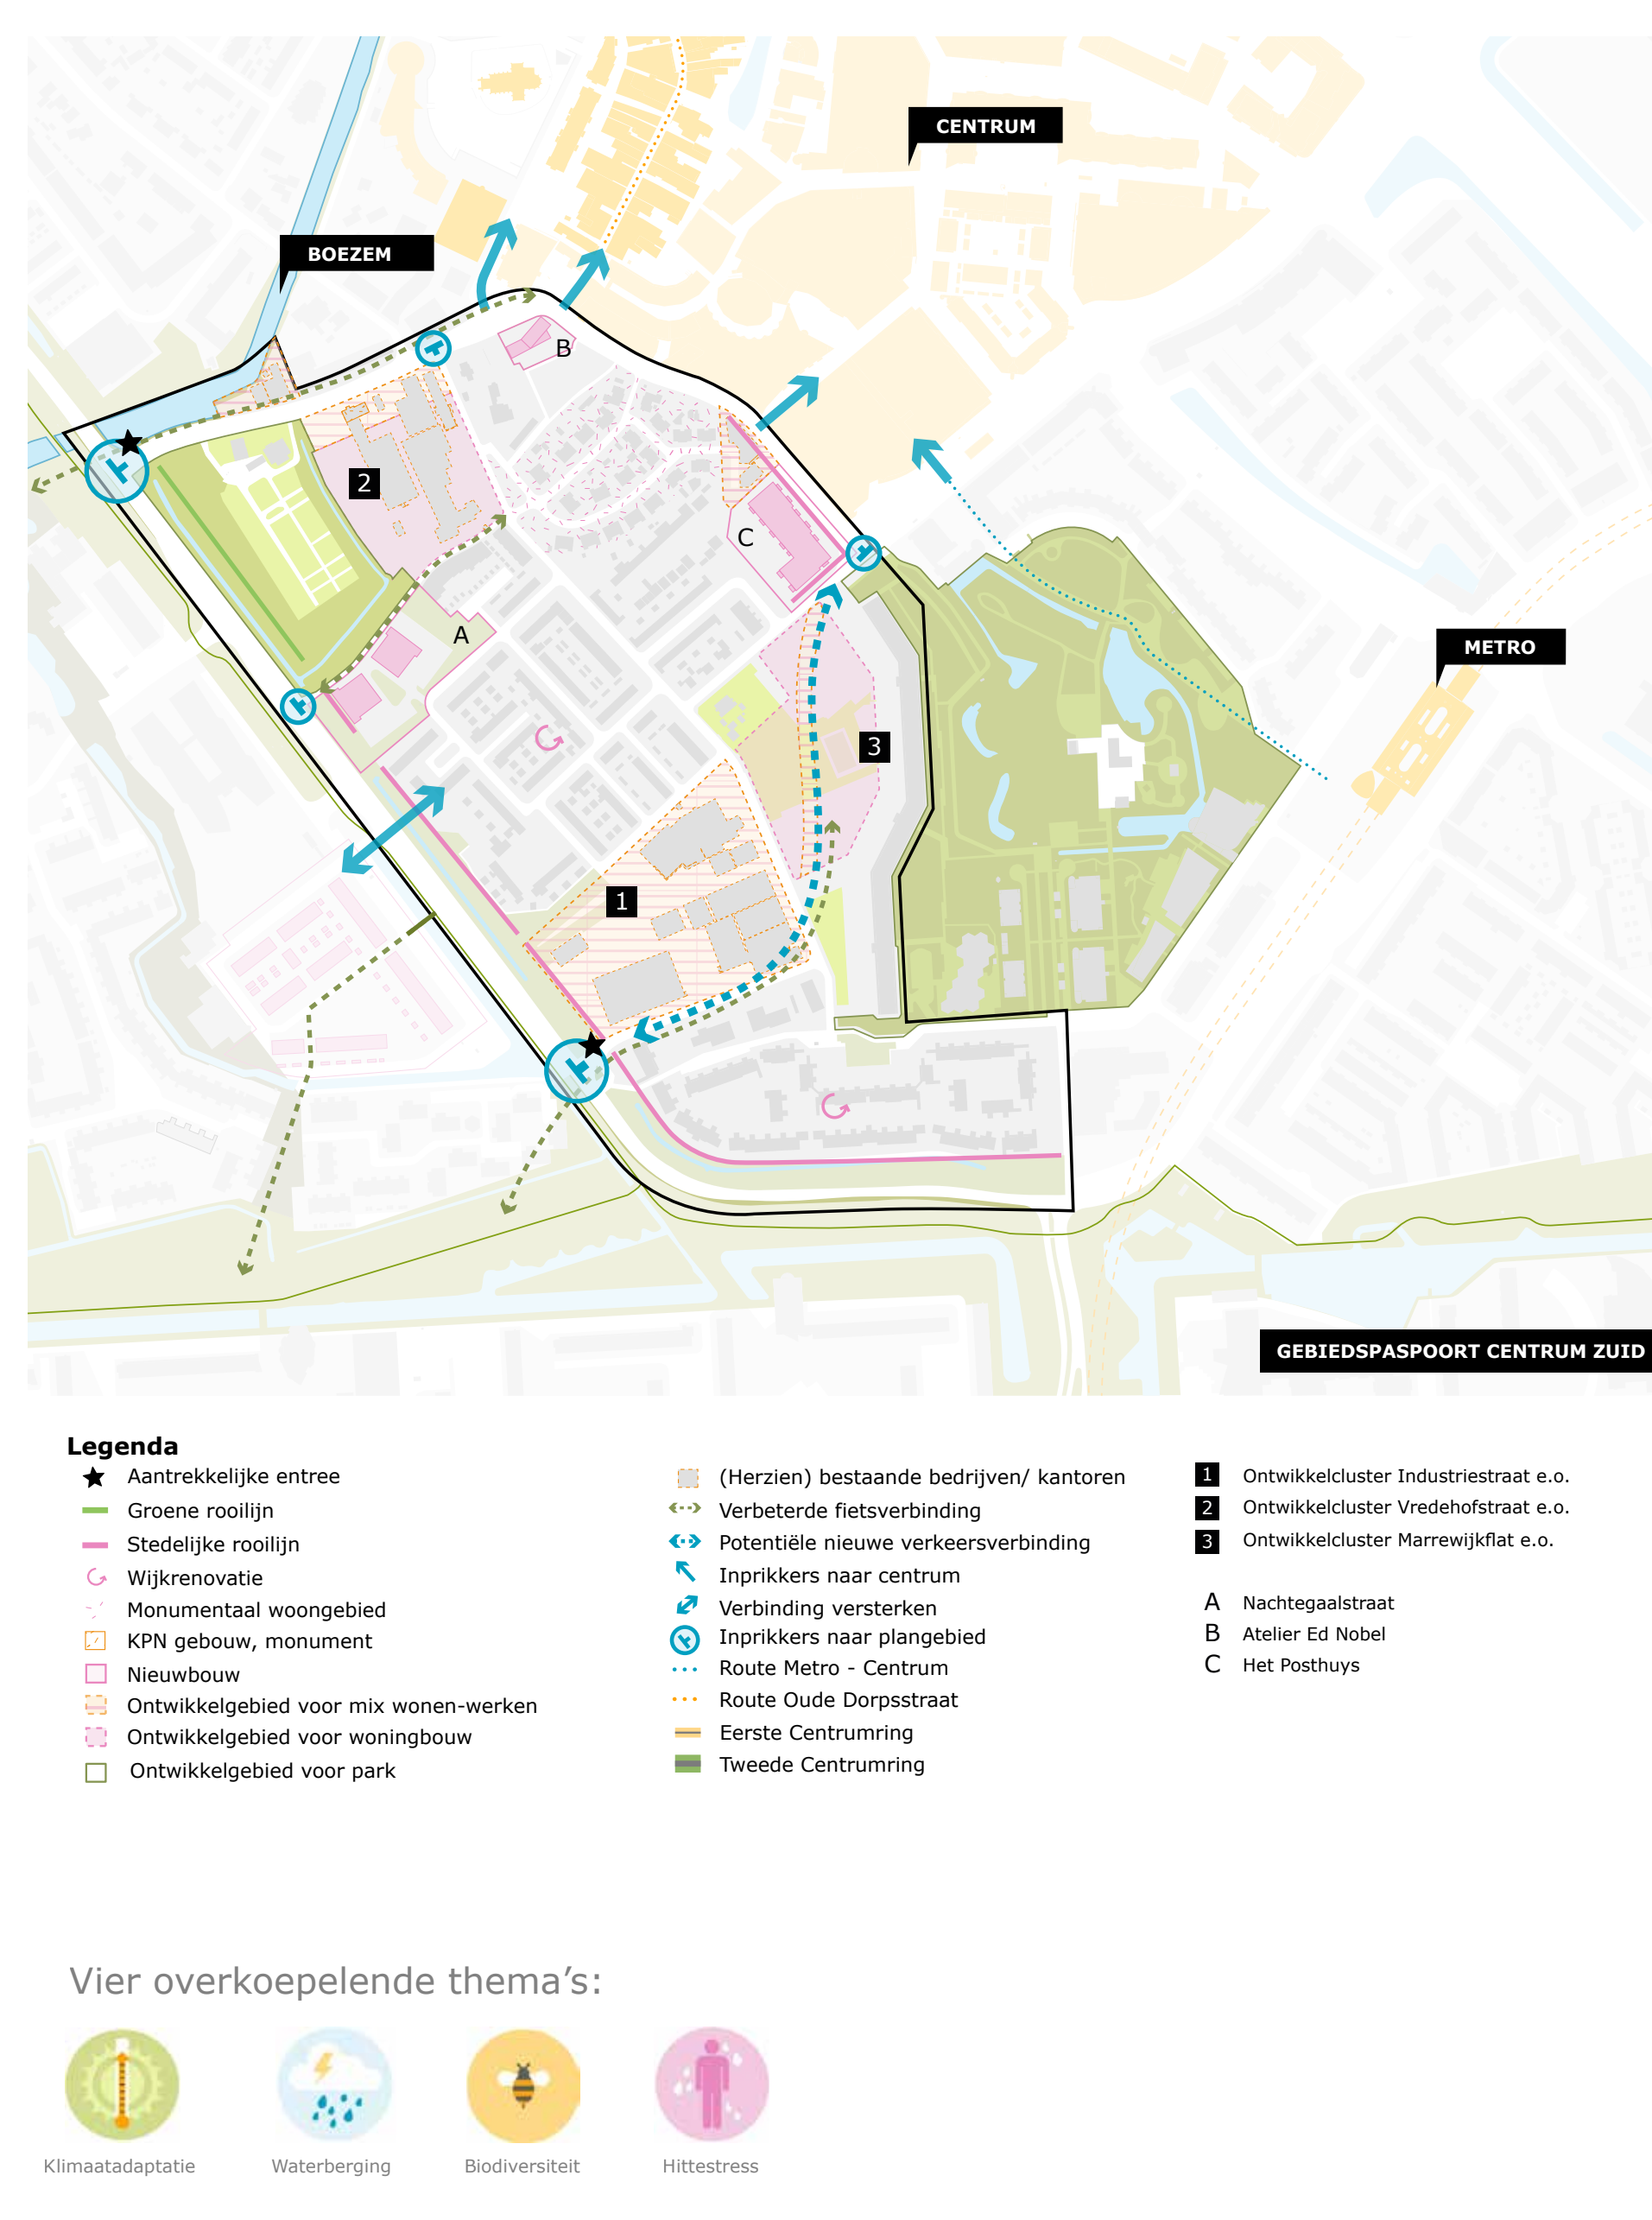 CENTRUM
BOEZEM
B
2
C
A
METRO
3
1
GEBIEDSPASPOORT CENTRUM ZUID
Legenda
Aantrekkelijke entree
Groene rooilijn
Stedelijke rooilijn
Wijkrenovatie
Monumentaal woongebied
KPN gebouw, monument
Nieuwbouw
Ontwikkelgebied voor mix wonen-werken
Ontwikkelgebied voor woningbouw
Ontwikkelgebied voor park
(Herzien) bestaande bedrijven/ kantoren
Verbeterde fietsverbinding
Potentiële nieuwe verkeersverbinding
Inprikkers naar centrum
Verbinding versterken
Inprikkers naar plangebied
Route Metro - Centrum
Route Oude Dorpsstraat
Eerste Centrumring
Tweede Centrumring
1 Ontwikkelcluster Industriestraat e.o.
2 Ontwikkelcluster Vredehofstraat e.o.
3 Ontwikkelcluster Marrewijkflat e.o.
A Nachtegaalstraat
B Atelier Ed Nobel
C Het Posthuys
Vier overkoepelende thema's:
Klimaatadaptatie
Waterberging
Biodiversiteit
Hittestress